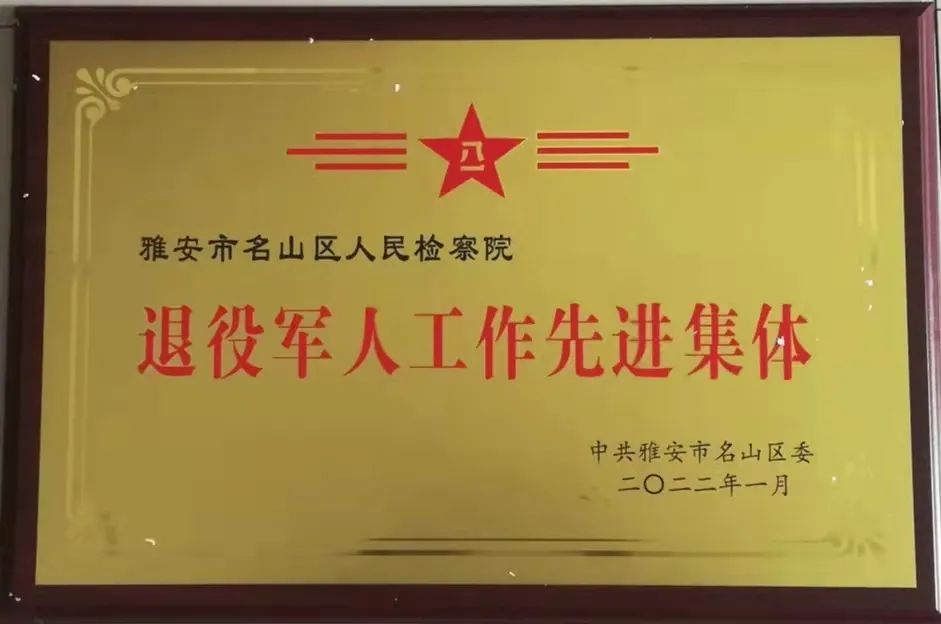 八一
雅安市名山区人民检察院
退役军人工作先进集体
中共雅安市名山区委
二〇二二年一月